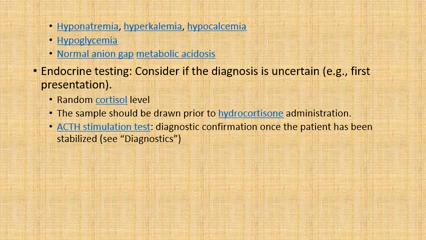 • Hyponatremia, hyperkalemia, hypocalcemia
• Hypoglycemia
• Normal anion gap metabolic acidosis
• Endocrine testing: Consider if the diagnosis is uncertain (e.g., first
presentation).
• Random cortisol level
• The sample should be drawn prior to hydrocortisone administration.
• ACTH stimulation test: diagnostic confirmation once the patient has been
stabilized (see “Diagnostics”)